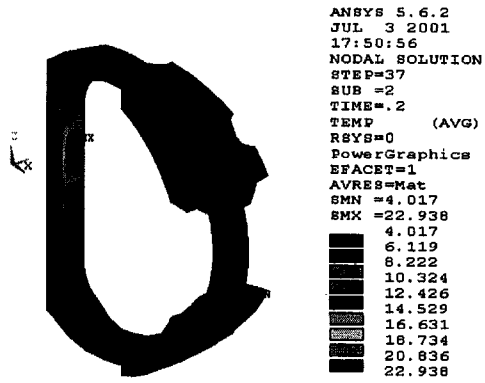 ANSYS 5.6.2
JUL 3 2001
17:50:56
NODAL SOLUTION
STEP=37
SUB =2
TIME=.2
TEMP (AVG)
RSYS=0
PowerGraphics
EFACET=1
AVRES=Mat
SMN =4.017
SMX =22.938
4.017
6.119
8.222
10.324
12.426
14.529
16.631
18.734
20.836
22.938